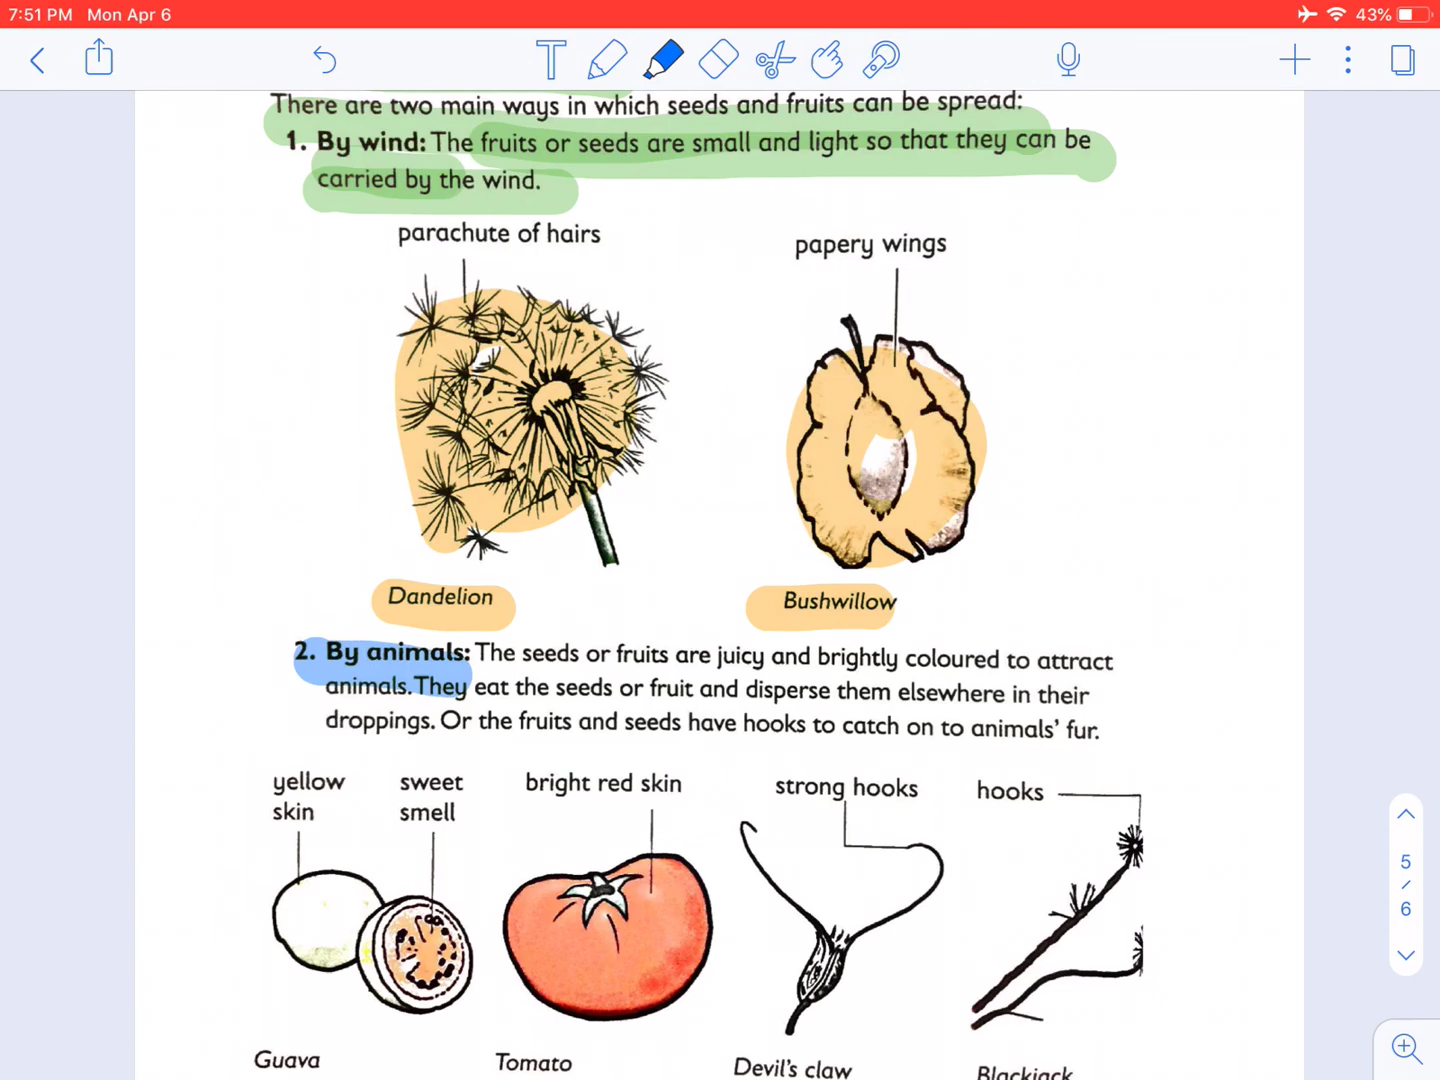 7:51 PM Mon Apr 6
43%
There are two main ways in which seeds and fruits can be spread:
1. By wind: The fruits or seeds are small and light so that they can be
carried by the wind.
parachute of hairs
papery wings
Dandelion
Bushwillow
2. By animals: The seeds or fruits are juicy and brightly coloured to attract
animals. They eat the seeds or fruit and disperse them elsewhere in their
droppings. Or the fruits and seeds have hooks to catch on to animals' fur.
yellow
skin
sweet
smell
bright red skin
strong hooks
hooks
5
/
6
Guava
Tomato
Devil's claw
Blackjack